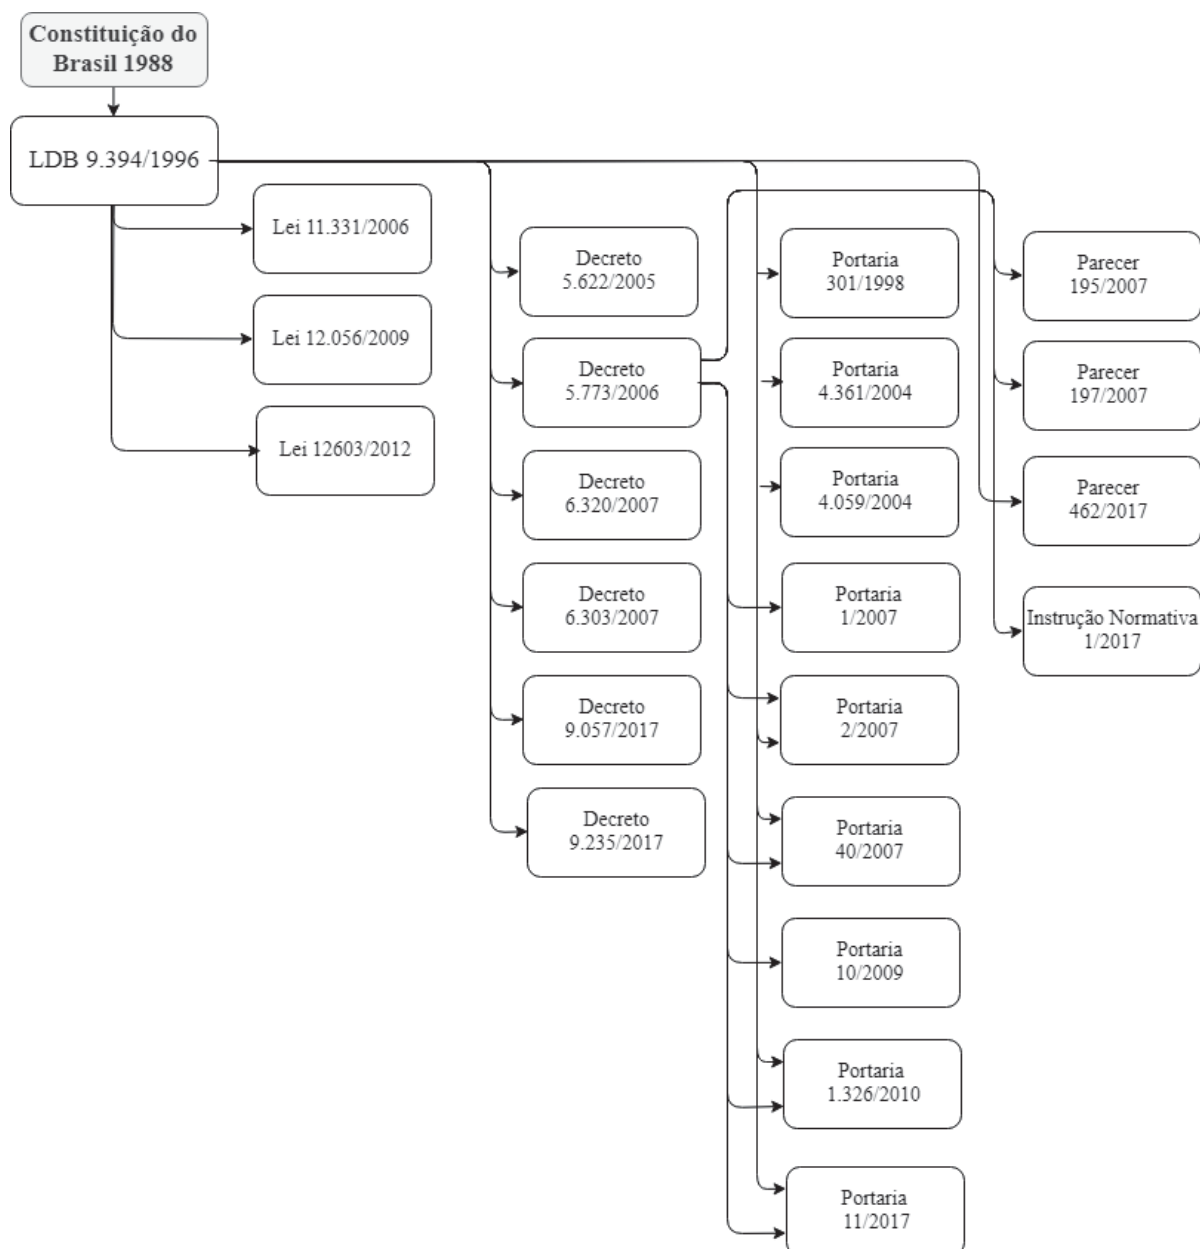 Constituição do
Brasil 1988
LDB 9.394/1996
Lei 11.331/2006
Lei 12.056/2009
Lei 12603/2012
Decreto
5.622/2005
Decreto
5.773/2006
Decreto
6.320/2007
Decreto
6.303/2007
Decreto
9.057/2017
Decreto
9.235/2017
Portaria
301/1998
Portaria
4.361/2004
Portaria
4.059/2004
Portaria
1/2007
Portaria
2/2007
Portaria
40/2007
Portaria
10/2009
Portaria
1.326/2010
Portaria
11/2017
Parecer
195/2007
Parecer
197/2007
Parecer
462/2017
Instrução Normativa
1/2017